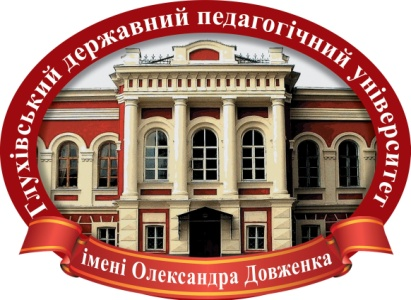 Глухівський державний педагогічний університет
імені Олександра Довженка